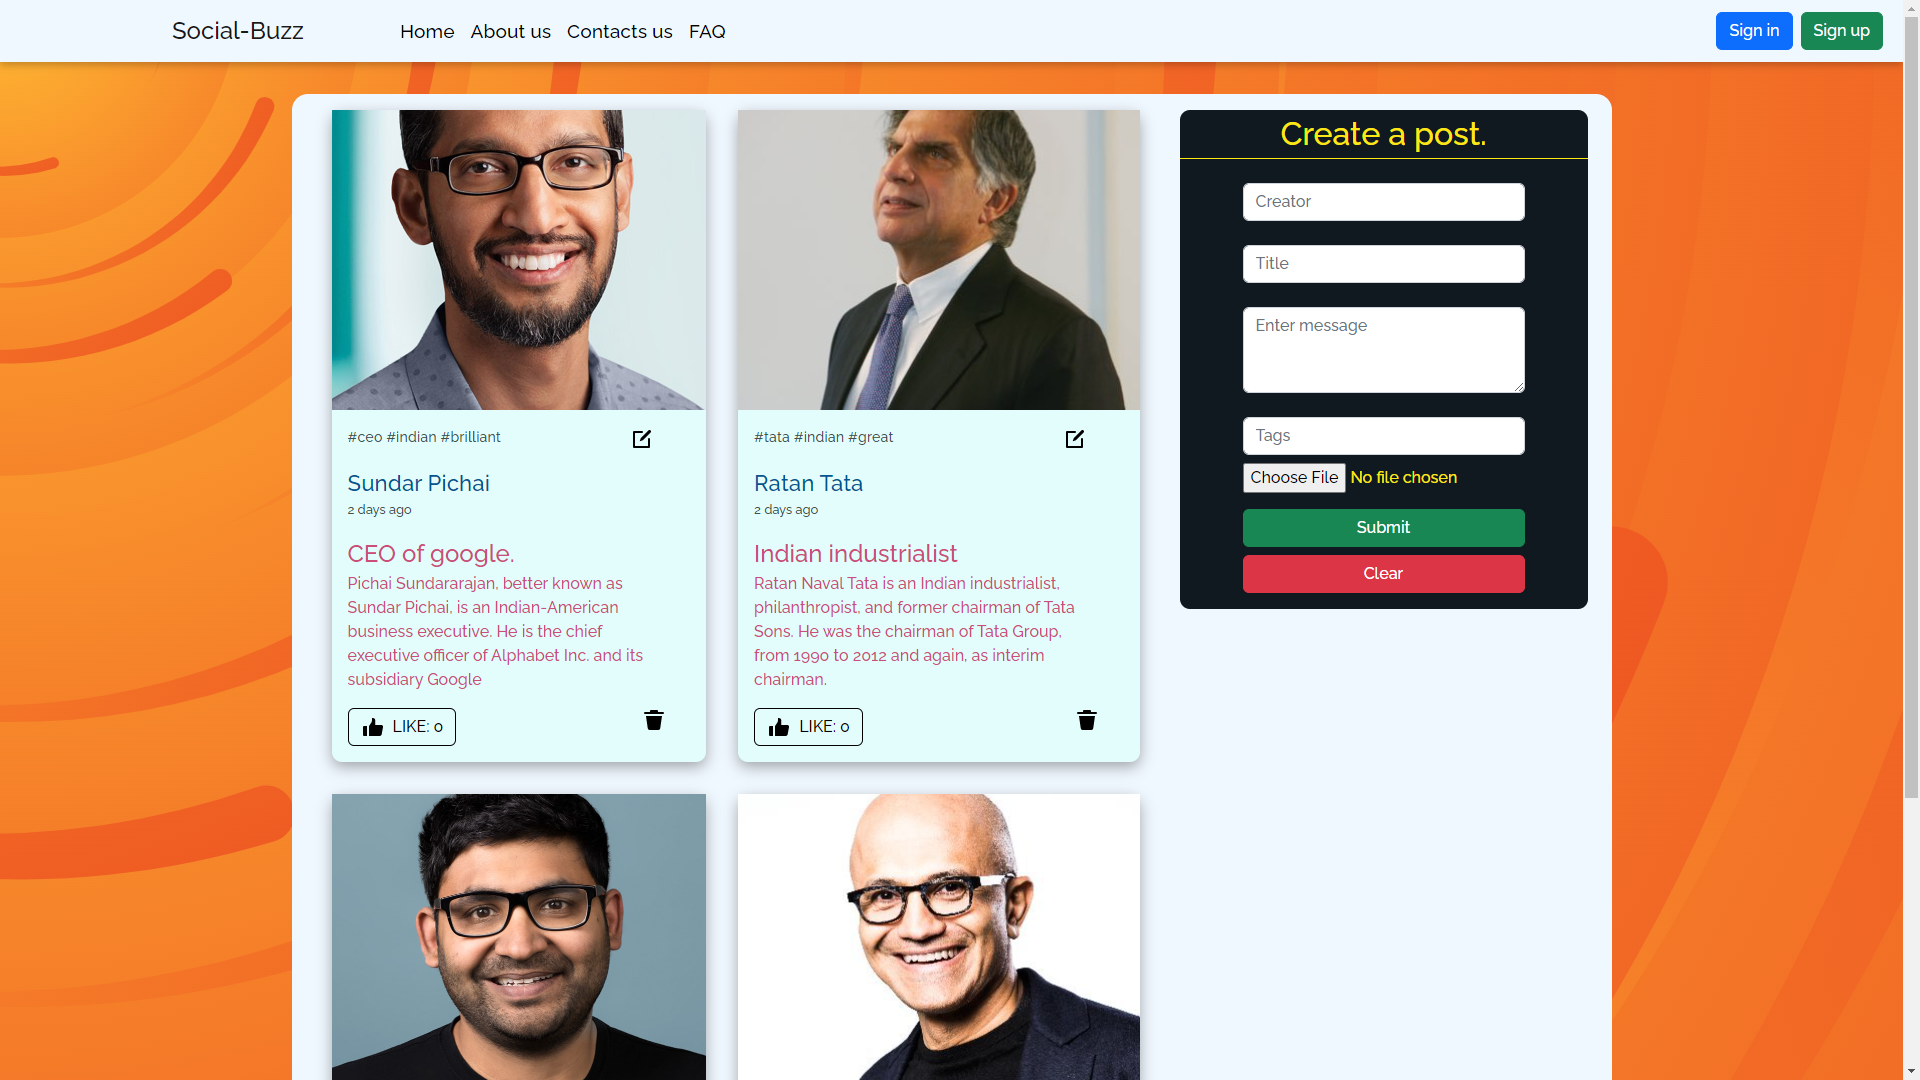 Social-Buzz
Home About us Contacts us FAQ
Sign in Sign up
#ceo #indian #brilliant
Sundar Pichai
2 days ago
CEO of google.
Pichai Sundararajan, better known as
Sundar Pichai, is an Indian-American
business executive. He is the chief
executive officer of Alphabet Inc. and its
subsidiary Google
LIKE: 0
#tata #indian #great
Ratan Tata
2 days ago
Indian industrialist
Ratan Naval Tata is an Indian industrialist,
philanthropist, and former chairman of Tata
Sons. He was the chairman of Tata Group,
from 1990 to 2012 and again, as interim
chairman.
LIKE: 0
Create a post.
Creator
Title
Enter message
Tags
Choose File No file chosen
Submit
Clear